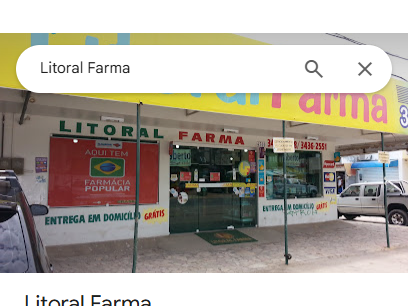 Litoral Farma
Farma
LITORAL FARMA
3436-2551
AQUI TEM
FARMÁCIA
POPULAR
ENTREGA EM DOMICÍLIO GRÁTIS
ENTREGA EM DOMICÍLIO GRÁTIS
Litoral Farma